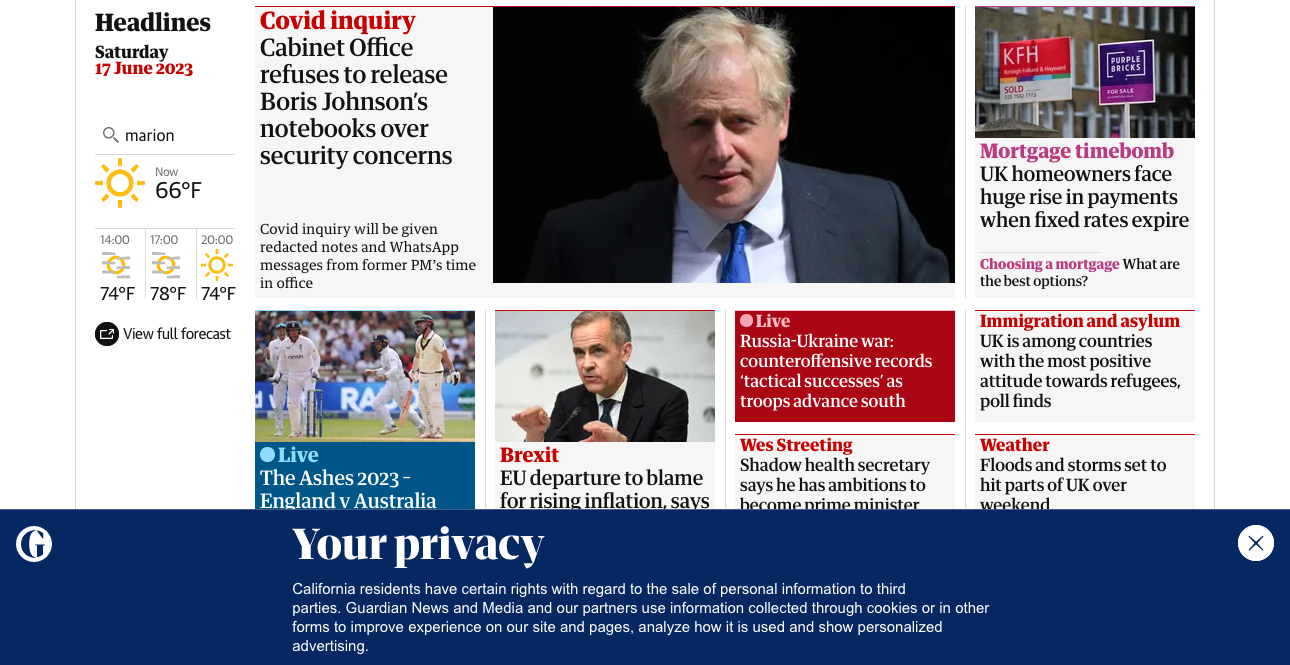 Headlines
Saturday
17 June 2023
marion
Now
66°F
14:00
17:00
20:00
74°F
78°F
74°F
View full forecast
Covid inquiry
Cabinet Office
refuses to release
Boris Johnson’s
notebooks over
security concerns
Covid inquiry will be given
redacted notes and WhatsApp
messages from former PM’s time
in office
KFH
Kinleigh Folkard & Hayward
SOLD
020 7582 7773
PURPLE
BRICKS
FOR SALE
Mortgage timebomb
UK homeowners face
huge rise in payments
when fixed rates expire
Choosing a mortgage What are
the best options?
Live
The Ashes 2023 –
England v Australia
Brexit
EU departure to blame
for rising inflation, says
Live
Russia-Ukraine war:
counteroffensive records
‘tactical successes’ as
troops advance south
Wes Streeting
Shadow health secretary
says he has ambitions to
become prime minister
Immigration and asylum
UK is among countries
with the most positive
attitude towards refugees,
poll finds
Weather
Floods and storms set to
hit parts of UK over
weekend
Your privacy
California residents have certain rights with regard to the sale of personal information to third
parties. Guardian News and Media and our partners use information collected through cookies or in other
forms to improve experience on our site and pages, analyze how it is used and show personalized
advertising.